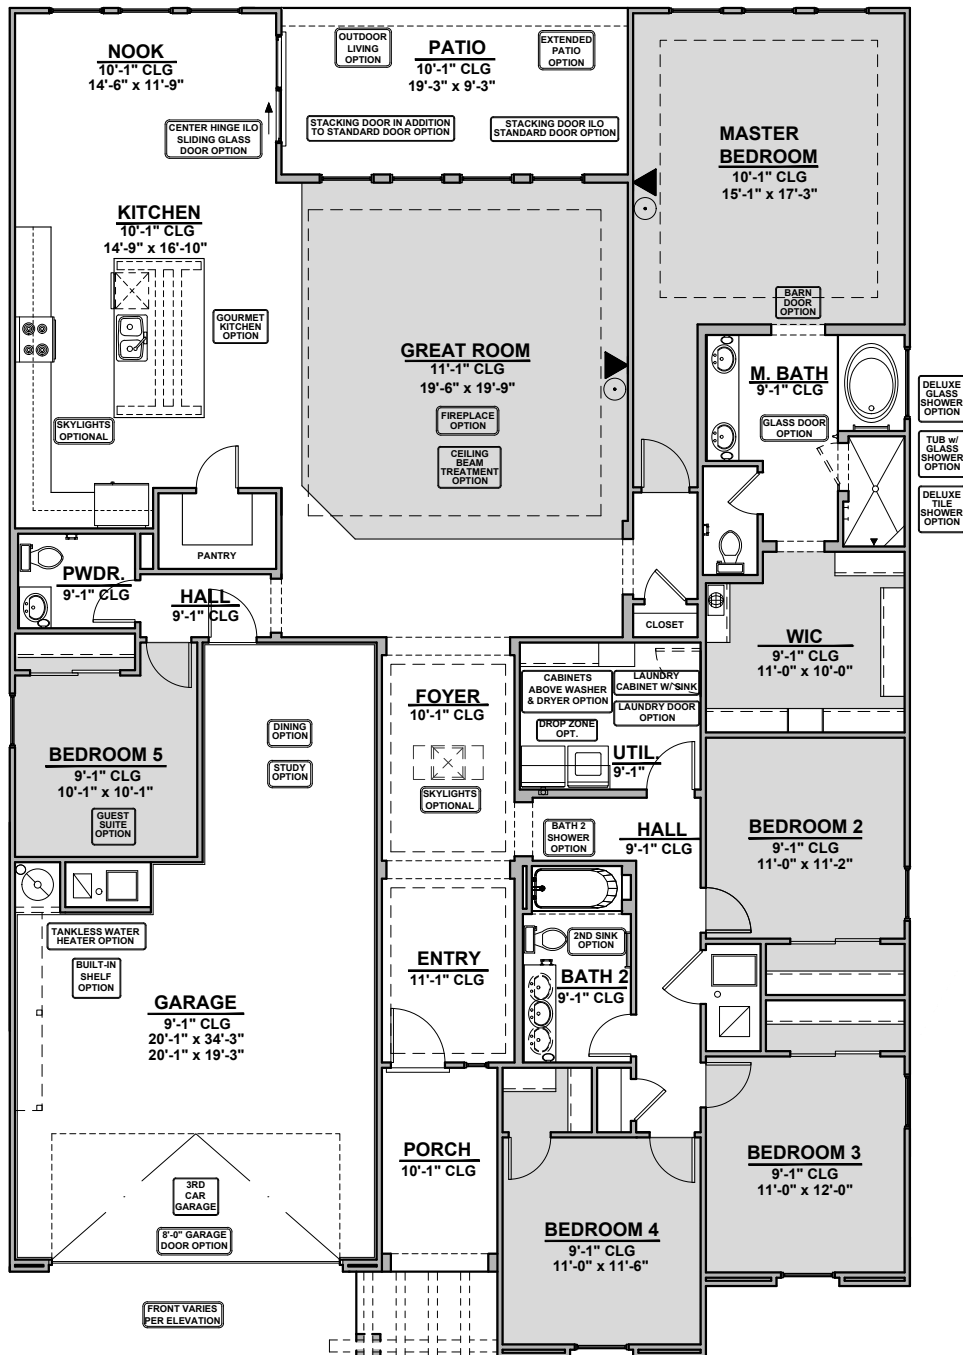 NOOK
10'-1" CLG
14'-6" x 11'-9"
OUTDOOR
LIVING
OPTION
PATIO
10'-1" CLG
19'-3" x 9'-3"
EXTENDED
PATIO
OPTION
CENTER HINGE ILO
SLIDING GLASS
DOOR OPTION
STACKING DOOR IN ADDITION
TO STANDARD DOOR OPTION
STACKING DOOR ILO
STANDARD DOOR OPTION
MASTER
BEDROOM
10'-1" CLG
15'-1" x 17'-3"
KITCHEN
10'-1" CLG
14'-9" x 16'-10"
GOURMET
KITCHEN
OPTION
BARN
DOOR
OPTION
GREAT ROOM
11'-1" CLG
19'-6" x 19'-9"
FIREPLACE
OPTION
CEILING
BEAM
TREATMENT
OPTION
SKYLIGHTS
OPTIONAL
M. BATH
9'-1" CLG
GLASS DOOR
OPTION
DELUXE
GLASS
SHOWER
OPTION
TUB w/
GLASS
SHOWER
OPTION
DELUXE
TILE
SHOWER
OPTION
PANTRY
PWDR.
9'-1" CLG
HALL
9'-1" CLG
CLOSET
WIC
9'-1" CLG
11'-0" x 10'-0"
FOYER
10'-1" CLG
SKYLIGHTS
OPTIONAL
CABINETS
ABOVE WASHER
& DRYER OPTION
LAUNDRY
CABINET W/ SINK
LAUNDRY DOOR
OPTION
DROP ZONE
OPT.
UTIL.
9'-1"
DINING
OPTION
STUDY
OPTION
BEDROOM 5
9'-1" CLG
10'-1" x 10'-1"
GUEST
SUITE
OPTION
BATH 2
SHOWER
OPTION
HALL
9'-1" CLG
BEDROOM 2
9'-1" CLG
11'-0" x 11'-2"
TANKLESS WATER
HEATER OPTION
BUILT-IN
SHELF
OPTION
ENTRY
11'-1" CLG
2ND SINK
OPTION
BATH 2
9'-1" CLG
GARAGE
9'-1" CLG
20'-1" x 34'-3"
20'-1" x 19'-3"
PORCH
10'-1" CLG
BEDROOM 3
9'-1" CLG
11'-0" x 12'-0"
3RD
CAR
GARAGE
8'-0" GARAGE
DOOR OPTION
BEDROOM 4
9'-1" CLG
11'-0" x 11'-6"
FRONT VARIES
PER ELEVATION